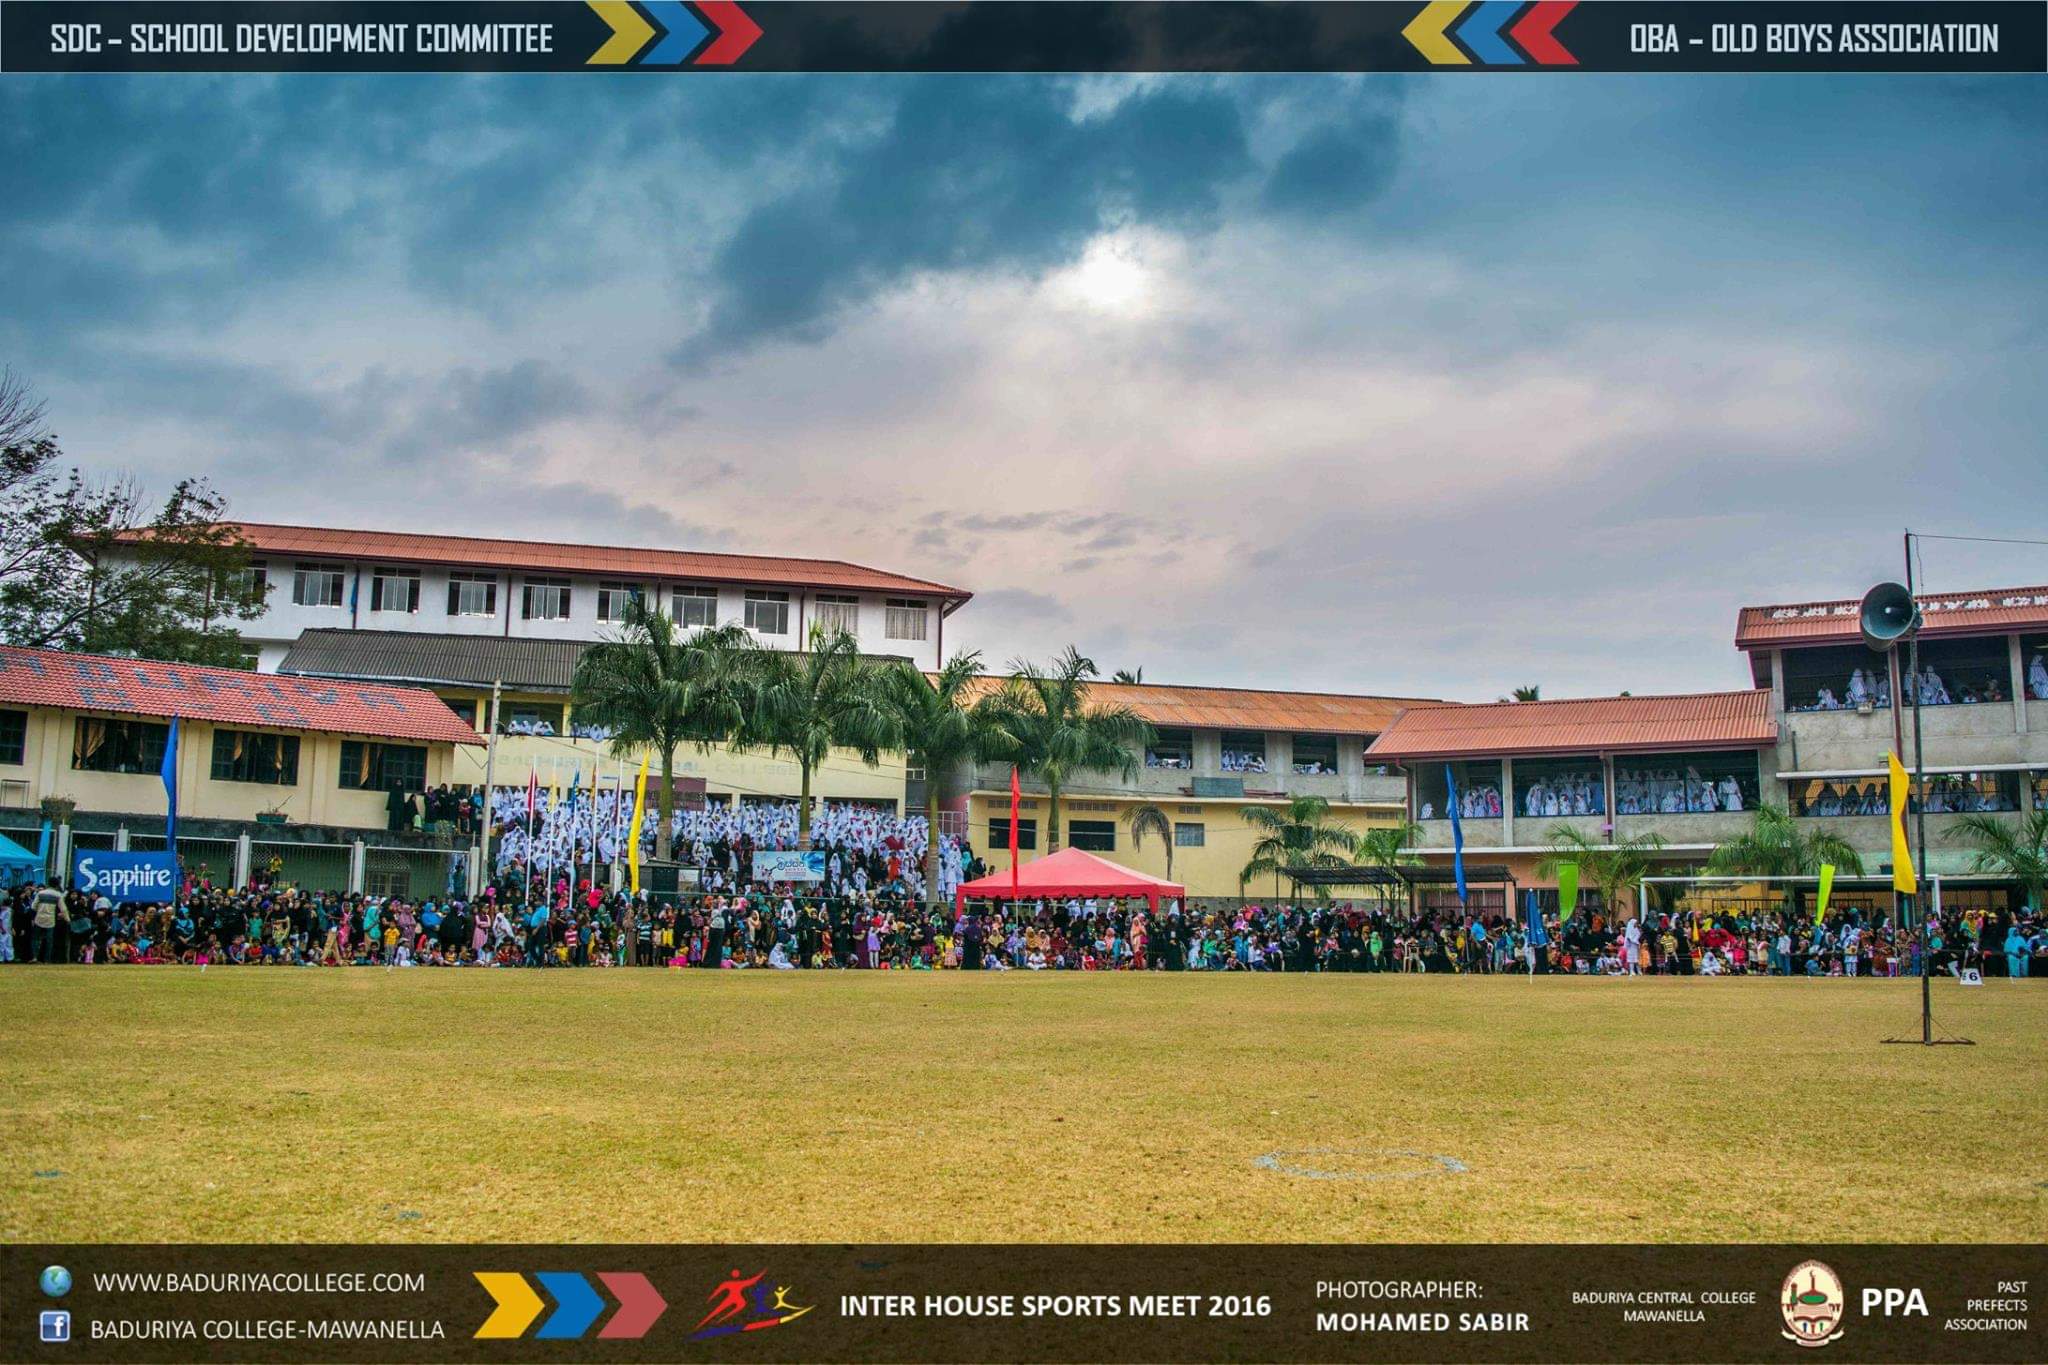 SDC – SCHOOL DEVELOPMENT COMMITTEE
OBA – OLD BOYS ASSOCIATION
Sapphire
6
WWW.BADURIYACOLLEGE.COM
BADURIYA COLLEGE-MAWANELLA
INTER HOUSE SPORTS MEET 2016
PHOTOGRAPHER:
MOHAMED SABIR
BADURIYA CENTRAL COLLEGE
MAWANELLA
PPA
PAST
PREFECTS
ASSOCIATION